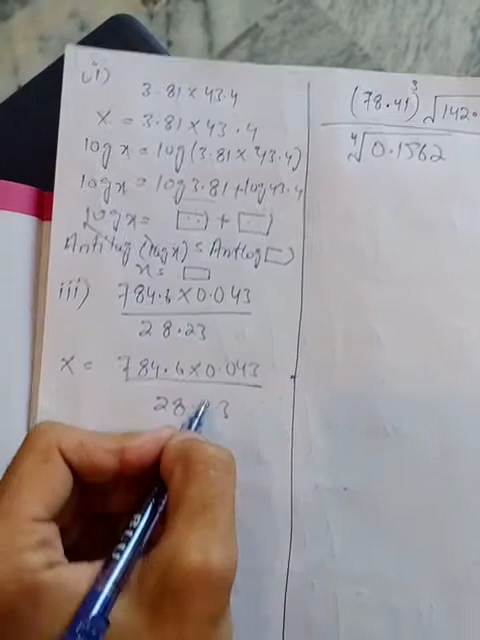 ii)
3.81×43.4
x = 3.81×43.4
log x = log(3.81×43.4)
log x = log 3.81 + log 43.4
log x = +
Antilog (log x) = Antlog
x =
iii) 784.6×0.043
28.23
x = 784.6×0.043
28.23
(78.41)³ √142.
⁴√0.1562